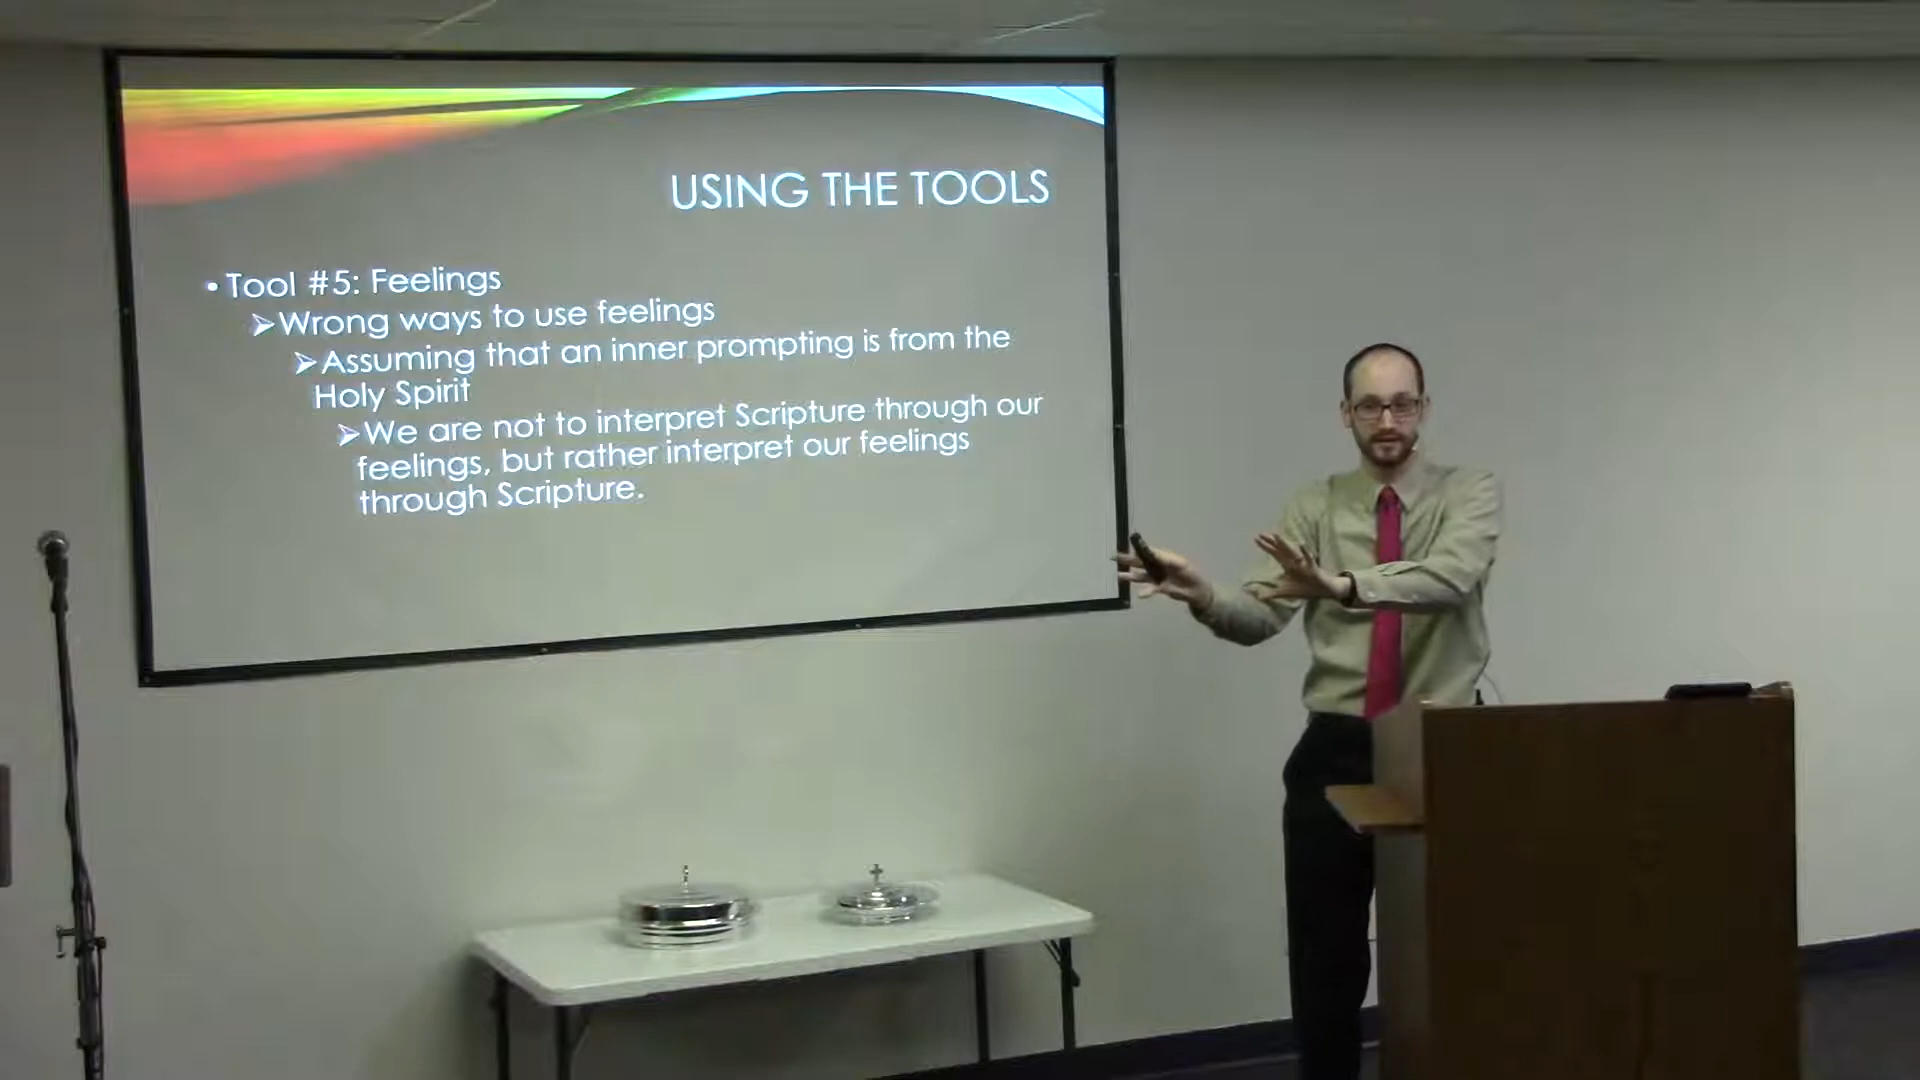 USING THE TOOLS
• Tool #5: Feelings
➢Wrong ways to use feelings
➢Assuming that an inner prompting is from the
Holy Spirit
➢We are not to interpret Scripture through our
feelings, but rather interpret our feelings
through Scripture.